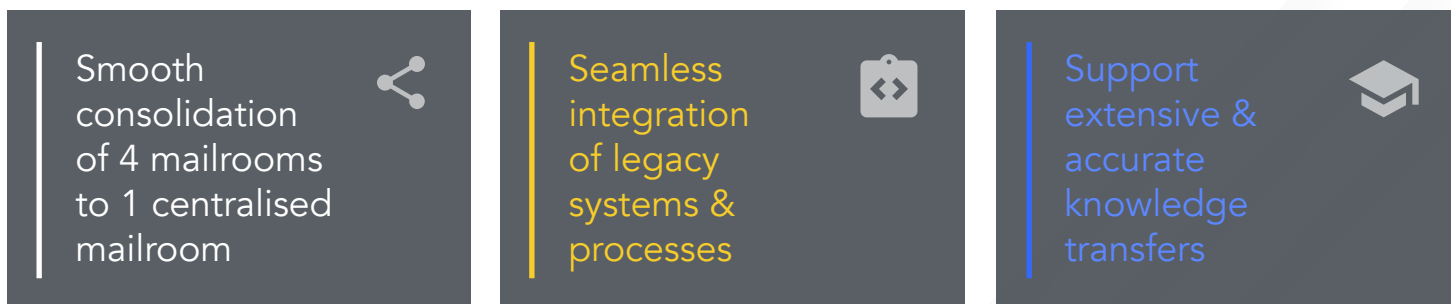 Smooth
consolidation
of 4 mailrooms
to 1 centralised
mailroom
Seamless
integration
of legacy
systems &
processes
Support
extensive &
accurate
knowledge
transfers